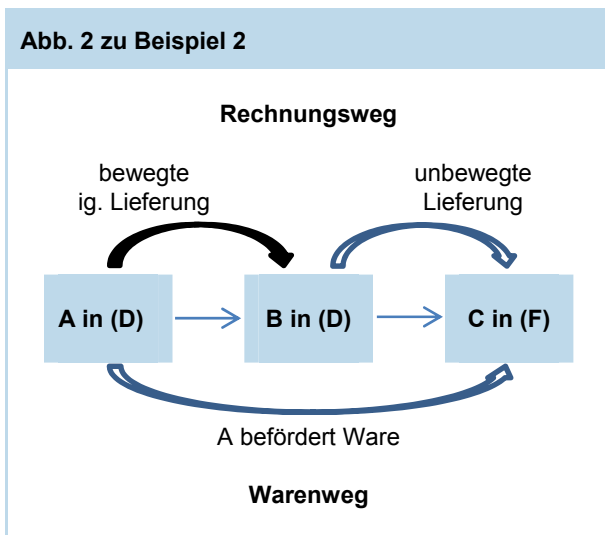 Abb. 2 zu Beispiel 2
Rechnungsweg
bewegte
ig. Lieferung
unbewegte
Lieferung
A in (D)
B in (D)
C in (F)
A befördert Ware
Warenweg